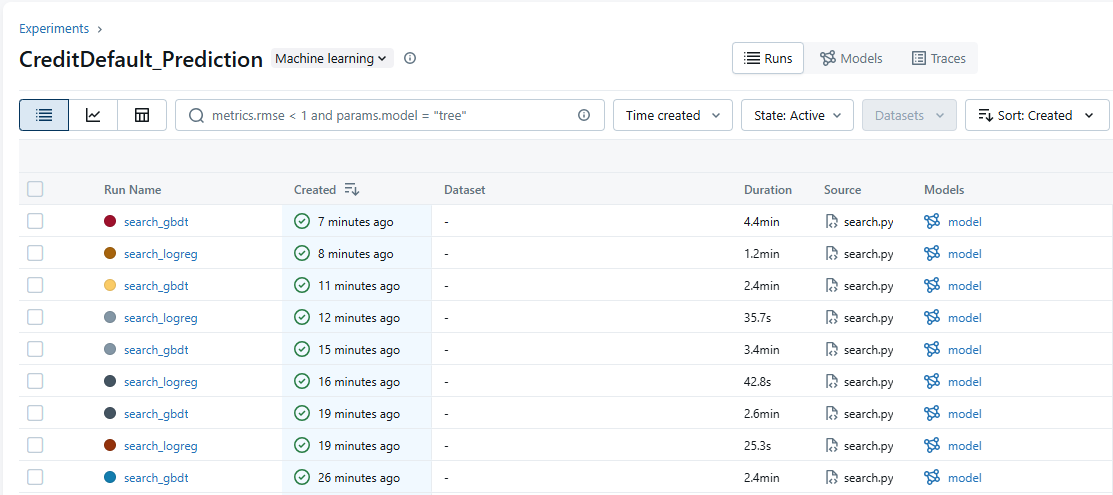 Experiments >
CreditDefault_Prediction Machine learning
Runs Models Traces
metrics.rmse < 1 and params.model = "tree" Time created State: Active Datasets Sort: Created
Run Name Created Dataset Duration Source Models
search_gbdt 7 minutes ago - 4.4min search.py model
search_logreg 8 minutes ago - 1.2min search.py model
search_gbdt 11 minutes ago - 2.4min search.py model
search_logreg 12 minutes ago - 35.7s search.py model
search_gbdt 15 minutes ago - 3.4min search.py model
search_logreg 16 minutes ago - 42.8s search.py model
search_gbdt 19 minutes ago - 2.6min search.py model
search_logreg 19 minutes ago - 25.3s search.py model
search_gbdt 26 minutes ago - 2.4min search.py model